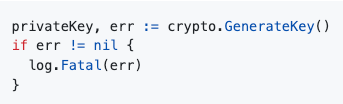 privateKey, err := crypto.GenerateKey()
if err != nil {
  log.Fatal(err)
}